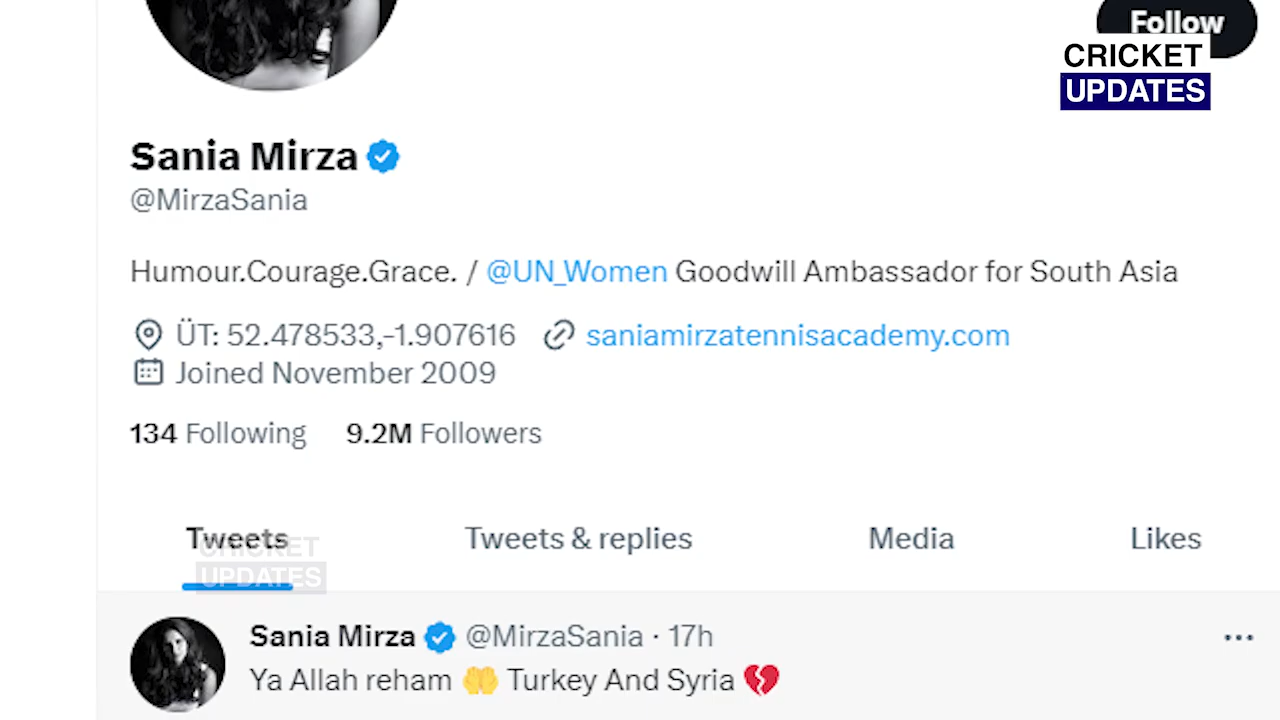 Follow
CRICKET
UPDATES
Sania Mirza
@MirzaSania
Humour.Courage.Grace. / @UN_Women Goodwill Ambassador for South Asia
ÜT: 52.478533,-1.907616 saniamirzatennisacademy.com
Joined November 2009
134 Following 9.2M Followers
Tweets Tweets & replies Media Likes
CRICKET
UPDATES
Sania Mirza @MirzaSania · 17h
Ya Allah reham 🤲 Turkey And Syria 💔